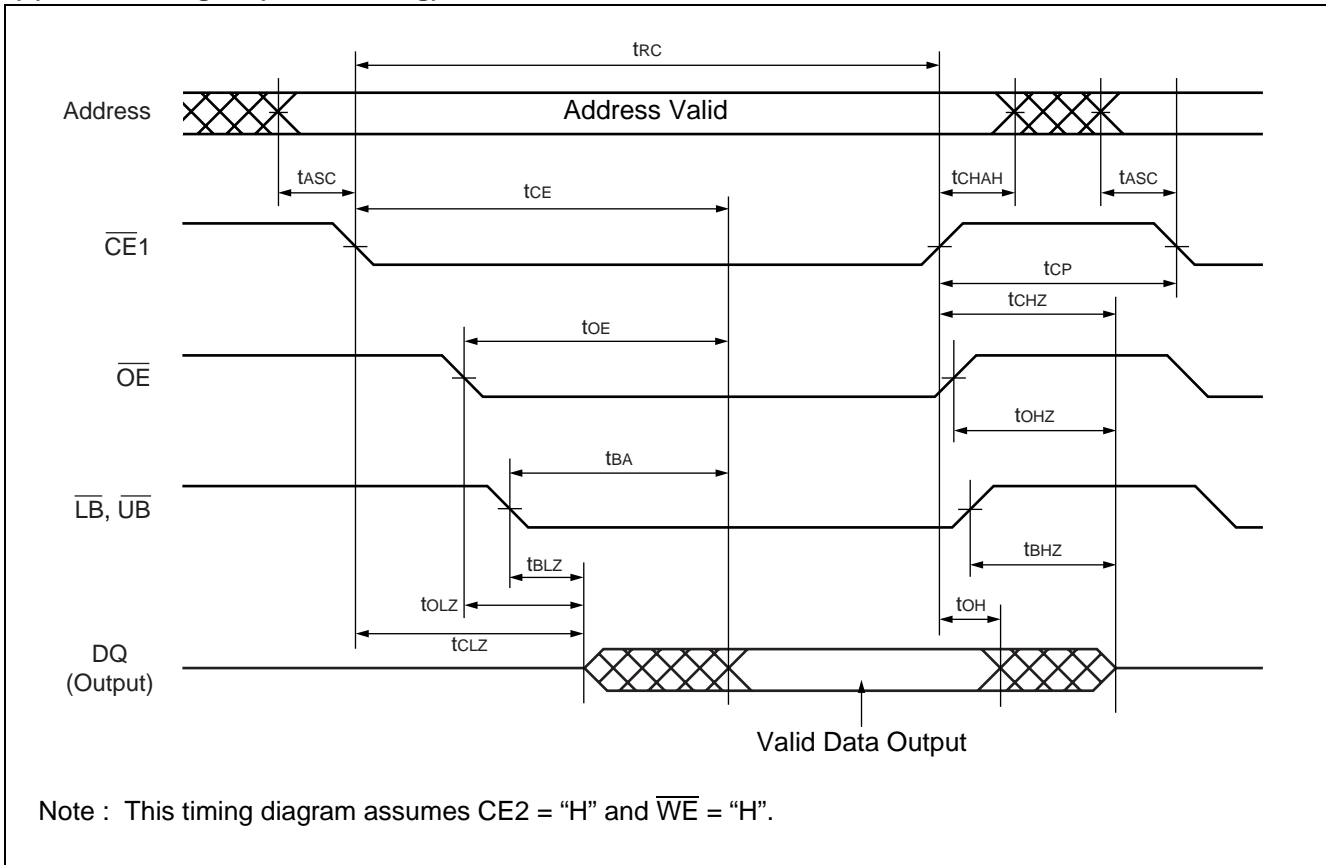 tRC
Address
Address Valid
tASC
tCE
tCHAH
tASC
CE1
tCP
tCHZ
tOE
OE
tOHZ
tBA
LB, UB
tBLZ
tBHZ
tOLZ
tOH
tCLZ
DQ
(Output)
Valid Data Output
Note : This timing diagram assumes CE2 = “H” and WE = “H”.